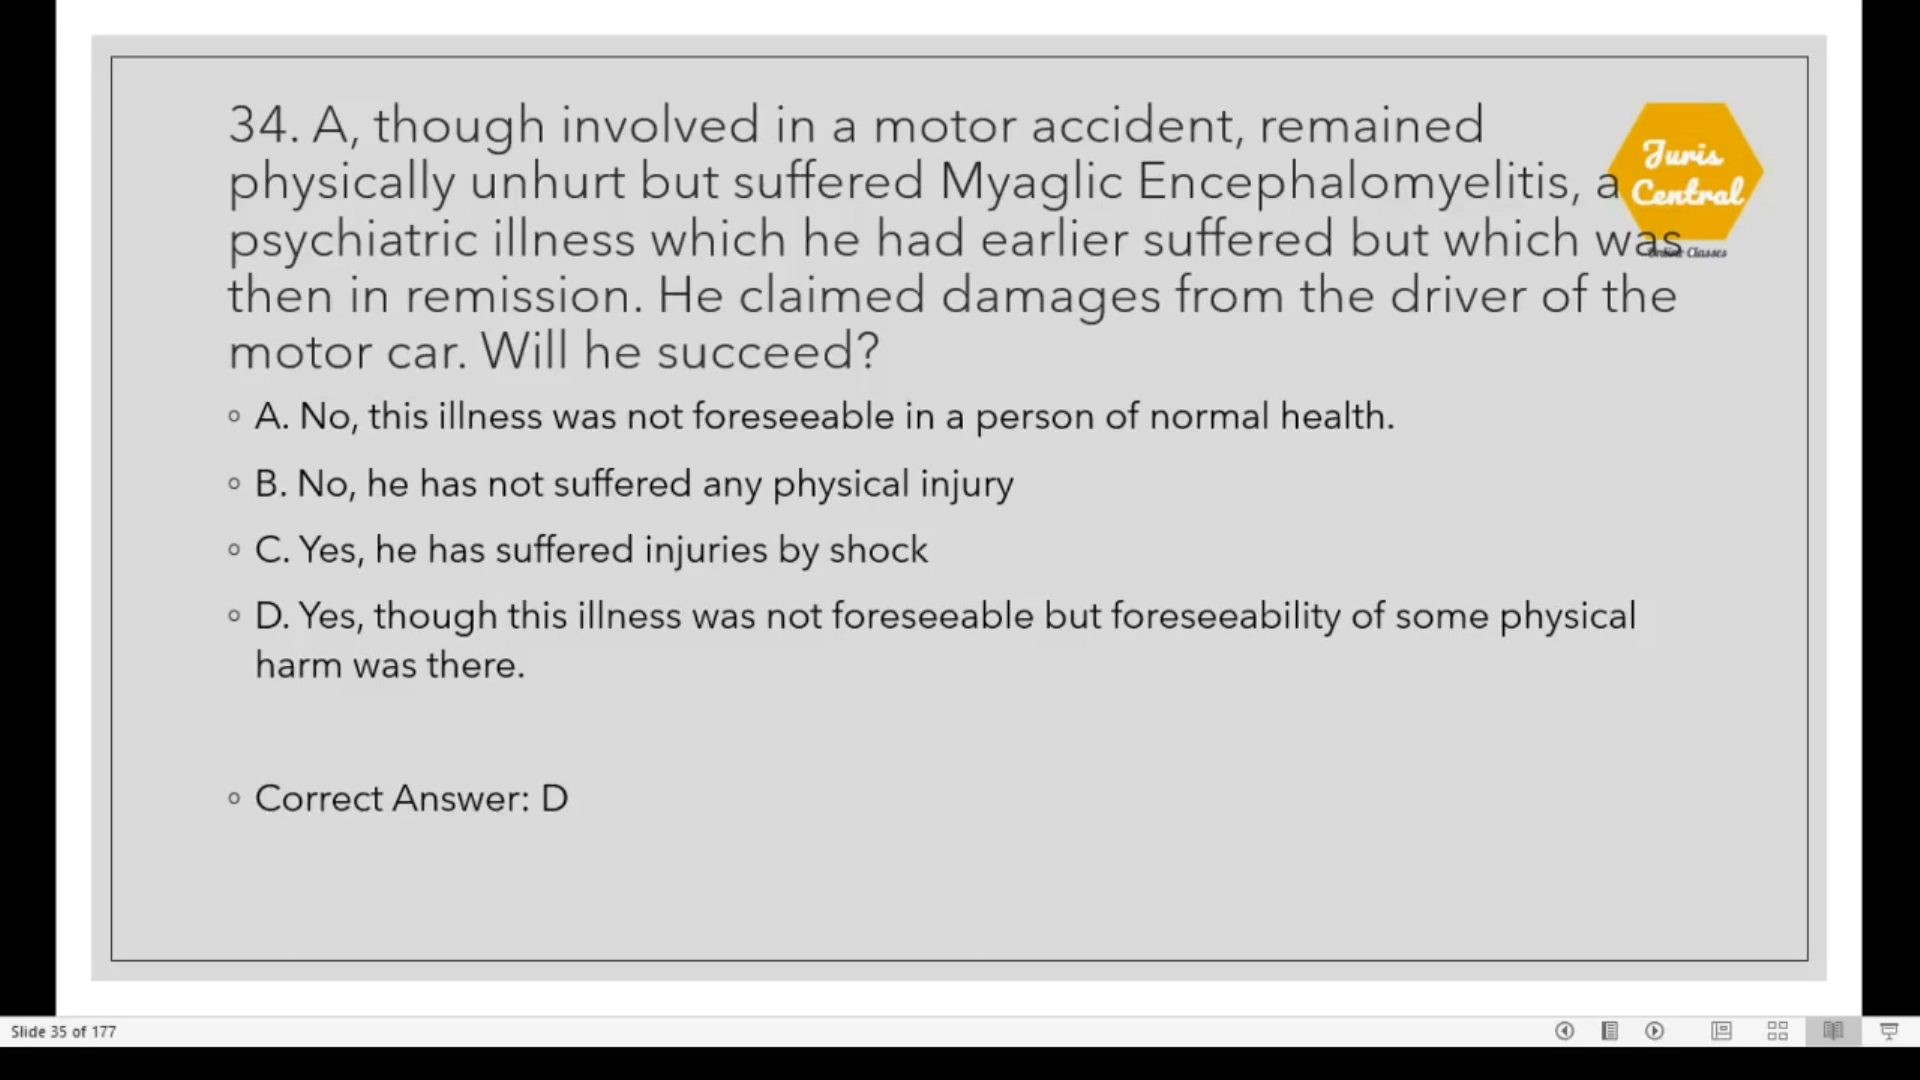 34. A, though involved in a motor accident, remained
physically unhurt but suffered Myaglic Encephalomyelitis, a
psychiatric illness which he had earlier suffered but which was
then in remission. He claimed damages from the driver of the
motor car. Will he succeed?
Juris
Central
Online Classes
A. No, this illness was not foreseeable in a person of normal health.
B. No, he has not suffered any physical injury
C. Yes, he has suffered injuries by shock
D. Yes, though this illness was not foreseeable but foreseeability of some physical
harm was there.
Correct Answer: D
Slide 35 of 177